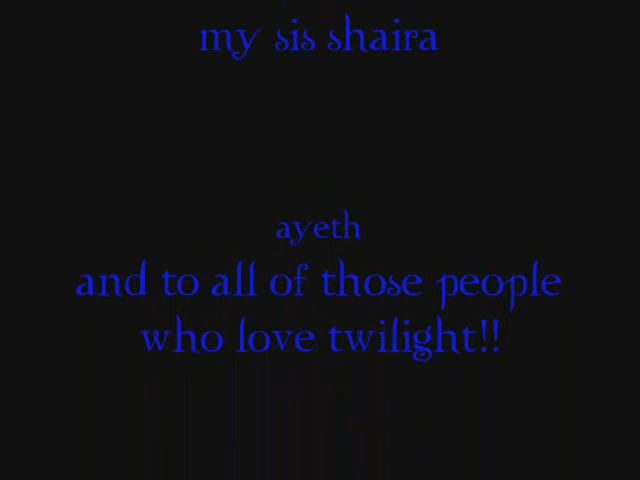 my sis shaira
ayeth
and to all of those people
who love twilight!!